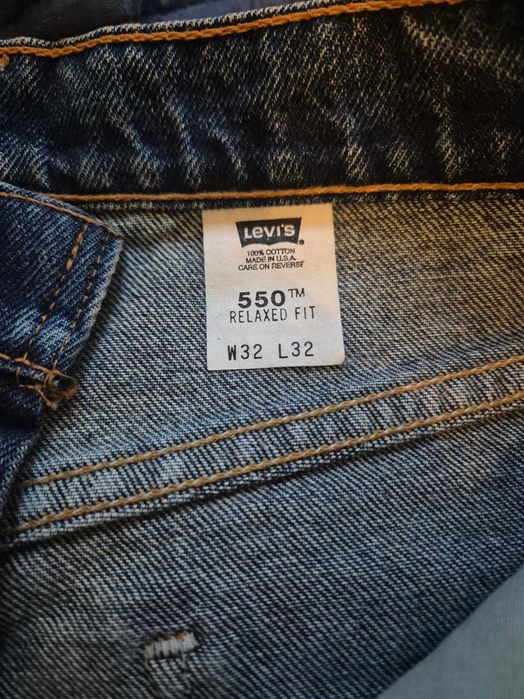 Levi's
®
100% COTTON
MADE IN U.S.A.
CARE ON REVERSE
550™
RELAXED FIT
W32 L32